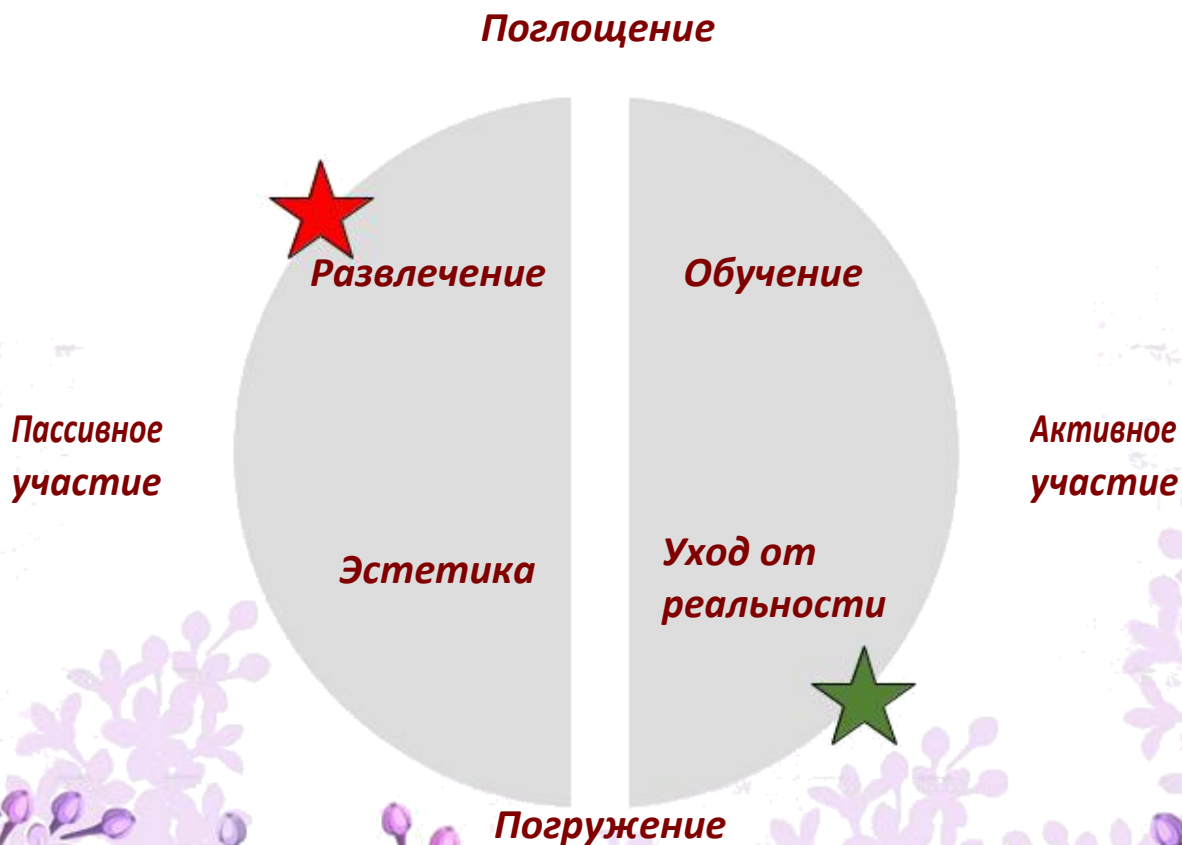 Поглощение
Развлечение
Обучение
Пассивное
участие
Активное
участие
Эстетика
Уход от
реальности
Погружение